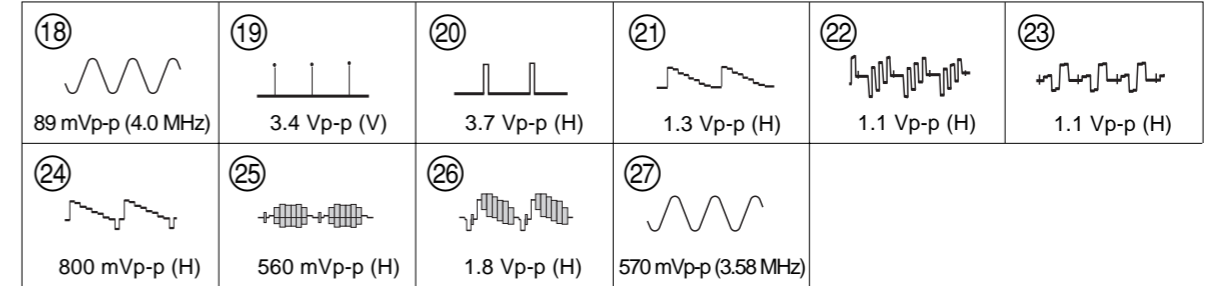 ⑱ ⑲ ⑳ ㉑ ㉒ ㉓
89 mVp-p (4.0 MHz) 3.4 Vp-p (V) 3.7 Vp-p (H) 1.3 Vp-p (H) 1.1 Vp-p (H) 1.1 Vp-p (H)
㉔ ㉕ ㉖ ㉗
800 mVp-p (H) 560 mVp-p (H) 1.8 Vp-p (H) 570 mVp-p (3.58 MHz)